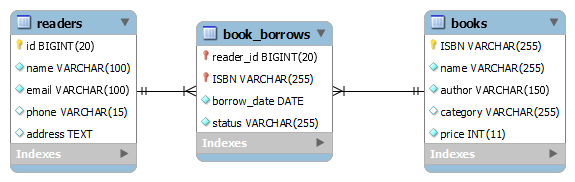 readers
id BIGINT(20)
name VARCHAR(100)
email VARCHAR(100)
phone VARCHAR(15)
address TEXT
Indexes
book_borrows
reader_id BIGINT(20)
ISBN VARCHAR(255)
borrow_date DATE
status VARCHAR(255)
Indexes
books
ISBN VARCHAR(255)
name VARCHAR(255)
author VARCHAR(150)
category VARCHAR(255)
price INT(11)
Indexes